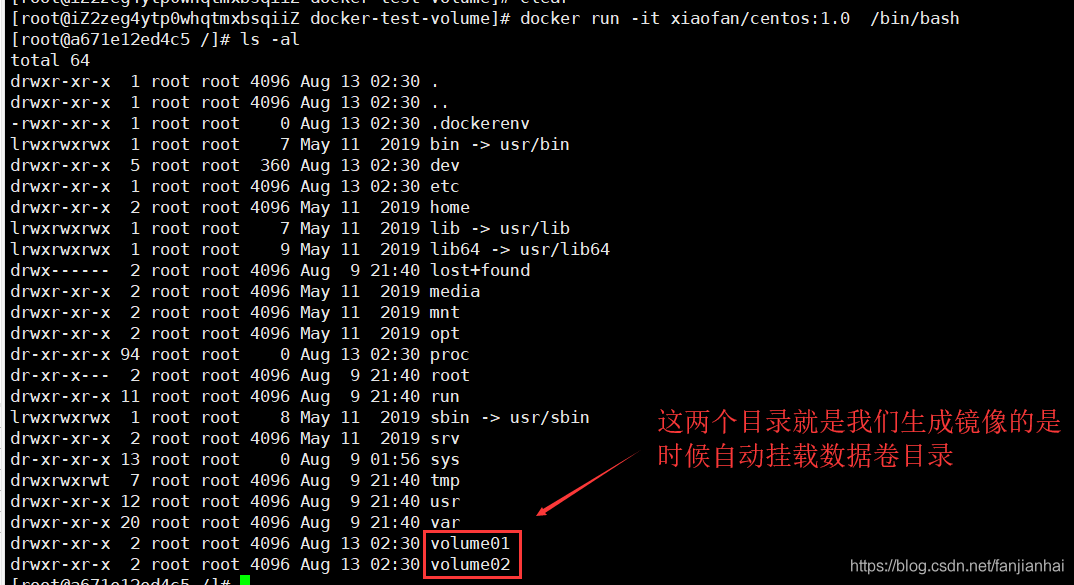 [root@iZ2zeg4ytp0whqtmxbsqiiZ docker-test-volume]# clear
[root@iZ2zeg4ytp0whqtmxbsqiiZ docker-test-volume]# docker run -it xiaofan/centos:1.0  /bin/bash
[root@a671e12ed4c5 /]# ls -al
total 64
drwxr-xr-x  1 root root 4096 Aug 13 02:30 .
drwxr-xr-x  1 root root 4096 Aug 13 02:30 ..
-rwxr-xr-x  1 root root    0 Aug 13 02:30 .dockerenv
lrwxrwxrwx  1 root root    7 May 11  2019 bin -> usr/bin
drwxr-xr-x  5 root root  360 Aug 13 02:30 dev
drwxr-xr-x  1 root root 4096 Aug 13 02:30 etc
drwxr-xr-x  2 root root 4096 May 11  2019 home
lrwxrwxrwx  1 root root    7 May 11  2019 lib -> usr/lib
lrwxrwxrwx  1 root root    9 May 11  2019 lib64 -> usr/lib64
drwx------  2 root root 4096 Aug  9 21:40 lost+found
drwxr-xr-x  2 root root 4096 May 11  2019 media
drwxr-xr-x  2 root root 4096 May 11  2019 mnt
drwxr-xr-x  2 root root 4096 May 11  2019 opt
dr-xr-xr-x 94 root root    0 Aug 13 02:30 proc
dr-xr-x---  2 root root 4096 Aug  9 21:40 root
drwxr-xr-x 11 root root 4096 Aug  9 21:40 run
lrwxrwxrwx  1 root root    8 May 11  2019 sbin -> usr/sbin
drwxr-xr-x  2 root root 4096 May 11  2019 srv
dr-xr-xr-x 13 root root    0 Aug  9 01:56 sys
drwxrwxrwt  7 root root 4096 Aug  9 21:40 tmp
drwxr-xr-x 12 root root 4096 Aug  9 21:40 usr
drwxr-xr-x 20 root root 4096 Aug  9 21:40 var
drwxr-xr-x  2 root root 4096 Aug 13 02:30 volume01
drwxr-xr-x  2 root root 4096 Aug 13 02:30 volume02
[root@a671e12ed4c5 /]#
这两个目录就是我们生成镜像的是
时候自动挂载数据卷目录
https://blog.csdn.net/fanjianhai